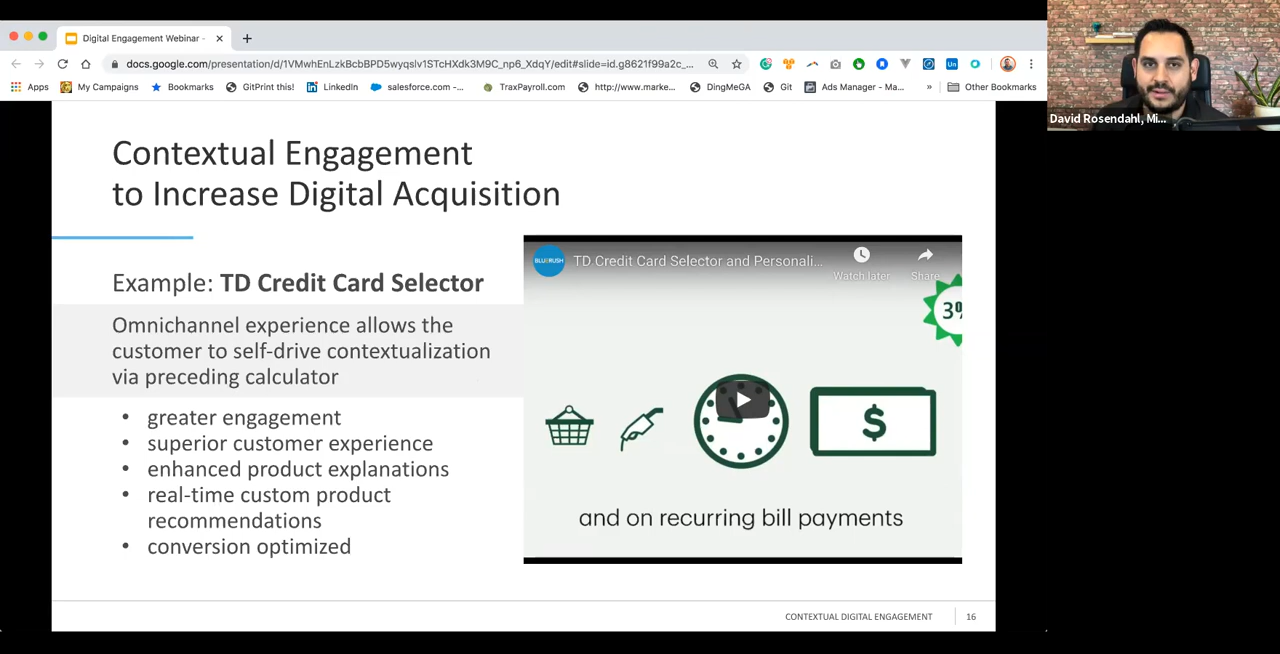 Digital Engagement Webinar -
docs.google.com/presentation/d/1VMwhEnLzkBcbBPD5wyqslv1STcHXdk3M9C_np6_XdqY/edit#slide=id.g8621f99a2c_...
Apps
My Campaigns
Bookmarks
GitPrint this!
LinkedIn
salesforce.com -...
TraxPayroll.com
http://www.marke...
DingMeGA
Git
Ads Manager - Ma...
»
Other Bookmarks
David Rosendahl, Mi...
Contextual Engagement
to Increase Digital Acquisition
Example: TD Credit Card Selector
Omnichannel experience allows the
customer to self-drive contextualization
via preceding calculator
• greater engagement
• superior customer experience
• enhanced product explanations
• real-time custom product
recommendations
• conversion optimized
BLUERUSH
TD Credit Card Selector and Personali...
Watch later
Share
3%
$
and on recurring bill payments
CONTEXTUAL DIGITAL ENGAGEMENT
16